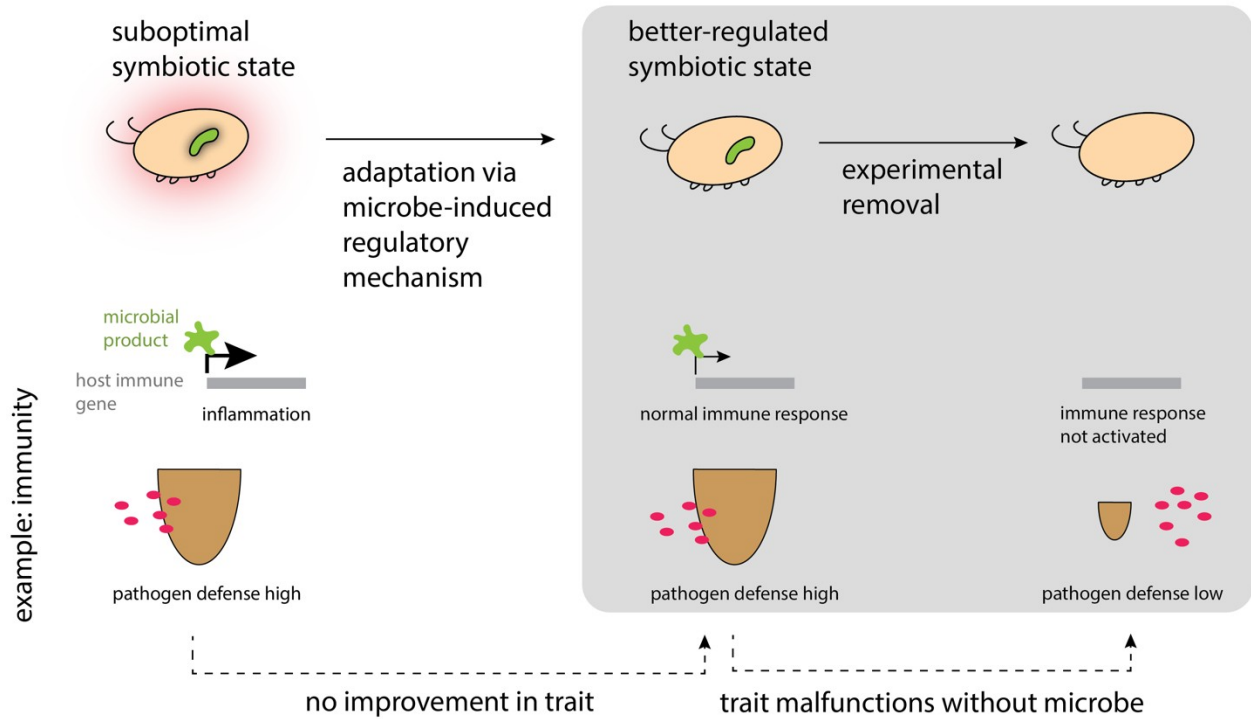 suboptimal
symbiotic state
better-regulated
symbiotic state
adaptation via
microbe-induced
regulatory
mechanism
experimental
removal
example: immunity
microbial
product
host immune
gene
inflammation
normal immune response
immune response
not activated
pathogen defense high
pathogen defense high
pathogen defense low
no improvement in trait
trait malfunctions without microbe